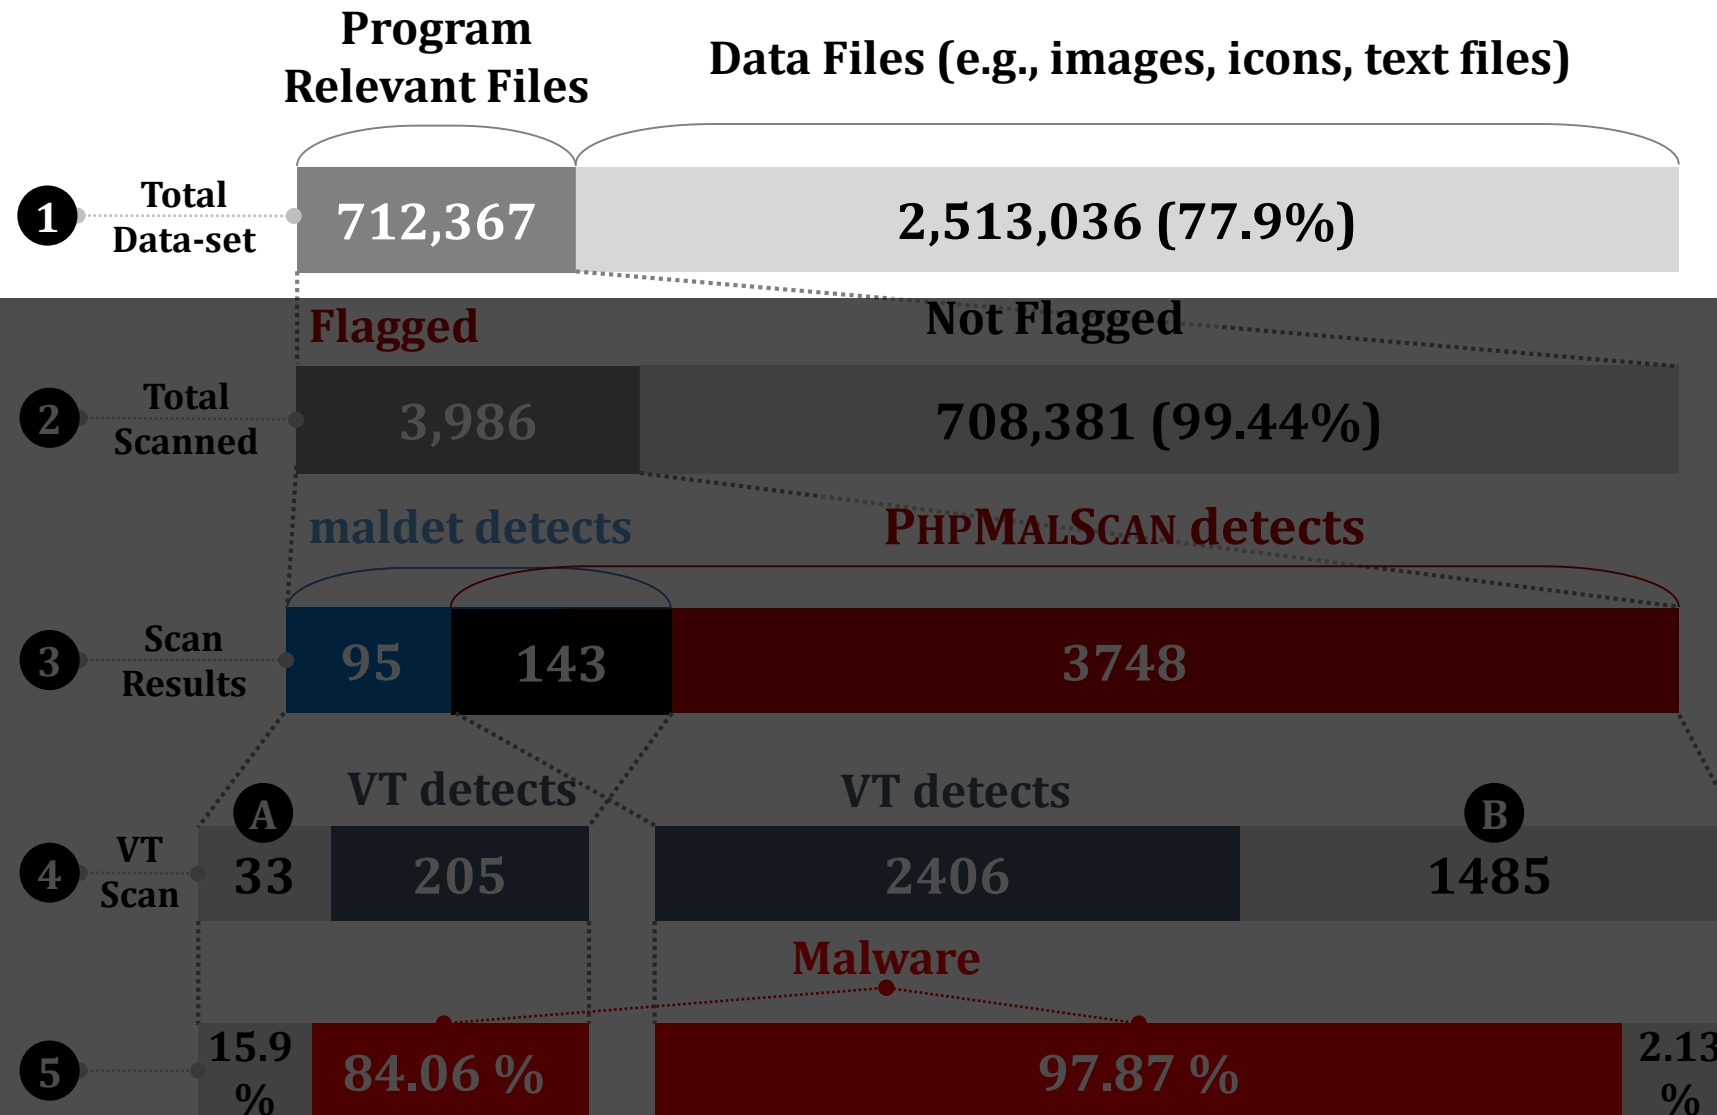 Program
Relevant Files
Data Files (e.g., images, icons, text files)
1
Total
Data-set
712,367
2,513,036 (77.9%)
Flagged
Not Flagged
2
Total
Scanned
3,986
708,381 (99.44%)
maldet detects
PHPMALSCAN detects
3
Scan
Results
95
143
3748
A
VT detects
VT detects
B
4
VT
Scan
33
205
2406
1485
Malware
5
15.9
%
84.06 %
97.87 %
2.13
%